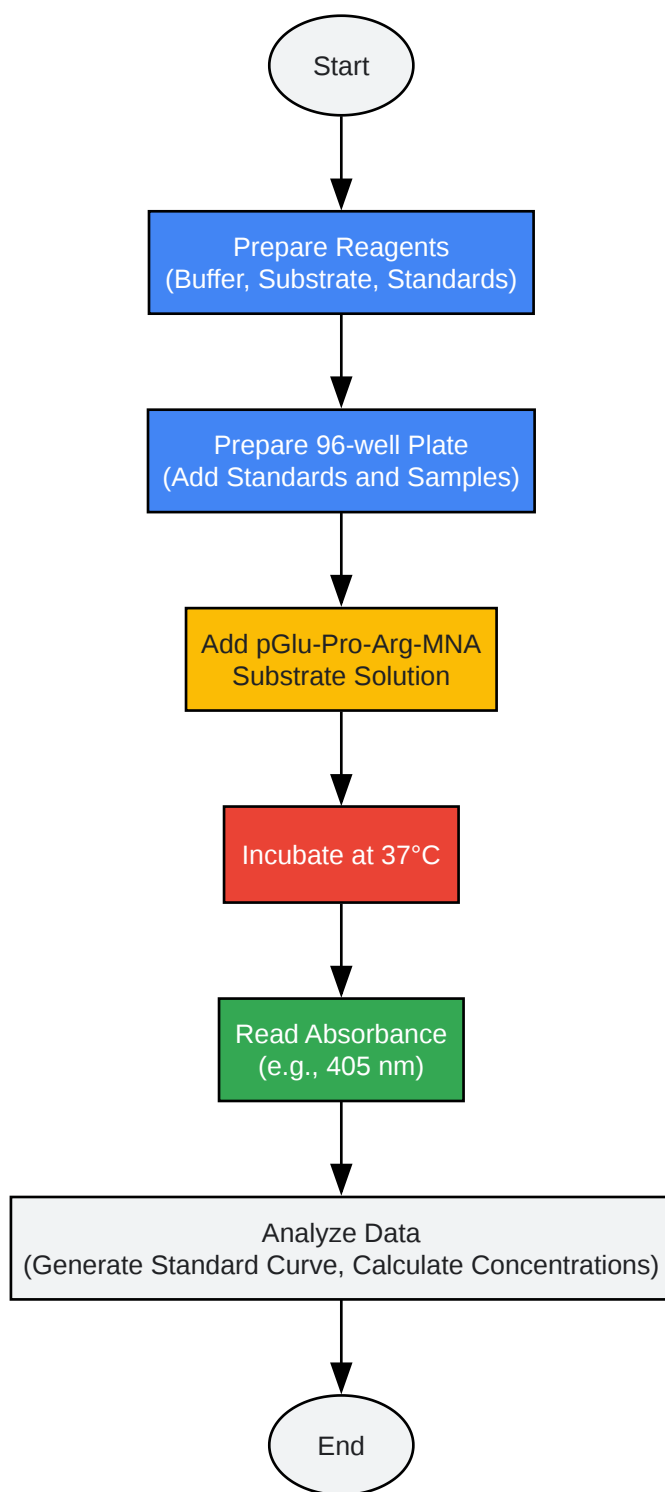 Start
Prepare Reagents
(Buffer, Substrate, Standards)
Prepare 96-well Plate
(Add Standards and Samples)
Add pGlu-Pro-Arg-MNA
Substrate Solution
Incubate at 37°C
Read Absorbance
(e.g., 405 nm)
Analyze Data
(Generate Standard Curve, Calculate Concentrations)
End